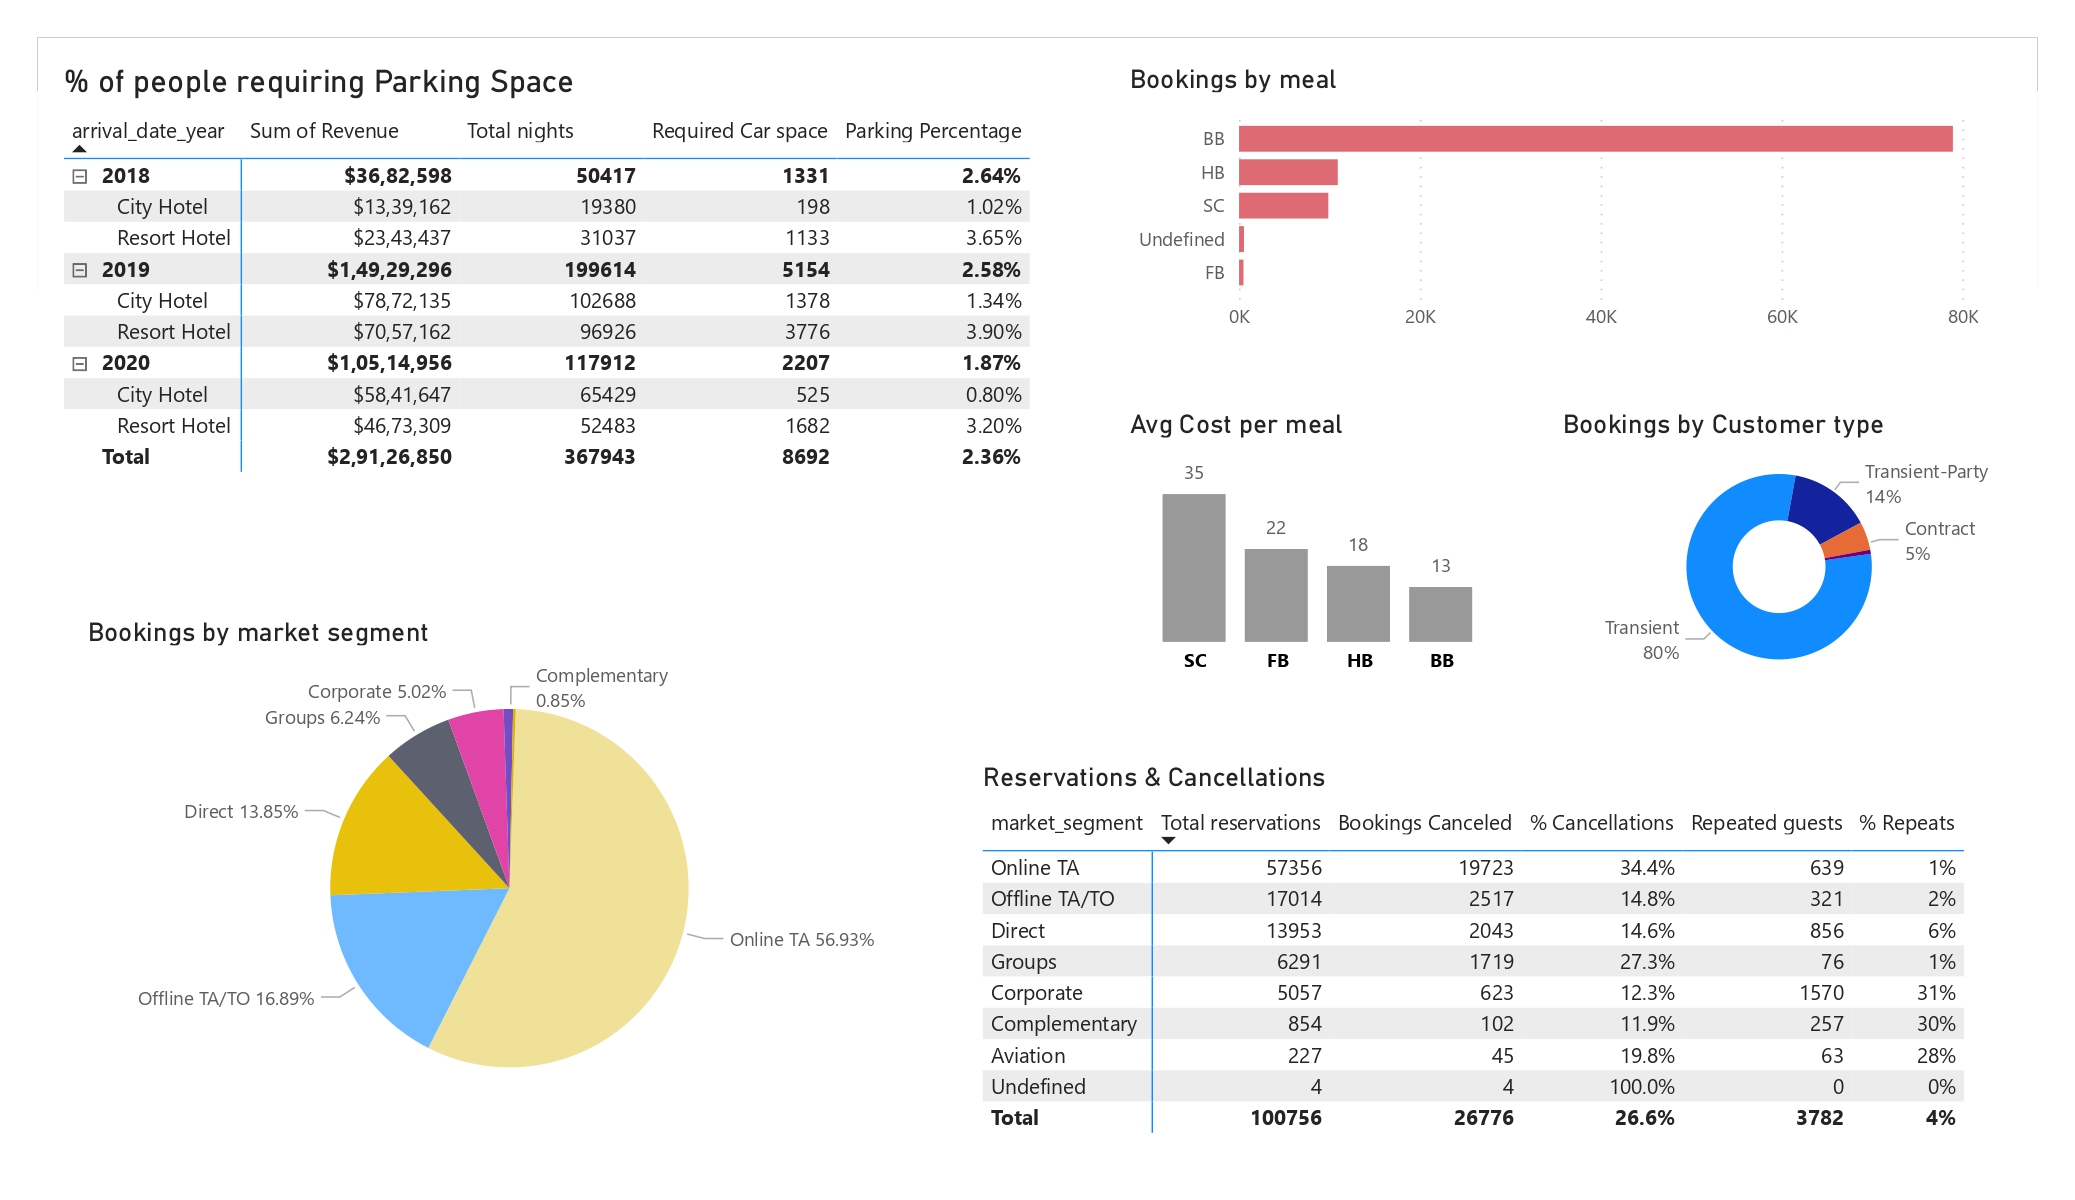 % of people requiring Parking Space
arrival_date_year Sum of Revenue Total nights Required Car space Parking Percentage
2018 $36,82,598 50417 1331 2.64%
City Hotel $13,39,162 19380 198 1.02%
Resort Hotel $23,43,437 31037 1133 3.65%
2019 $1,49,29,296 199614 5154 2.58%
City Hotel $78,72,135 102688 1378 1.34%
Resort Hotel $70,57,162 96926 3776 3.90%
2020 $1,05,14,956 117912 2207 1.87%
City Hotel $58,41,647 65429 525 0.80%
Resort Hotel $46,73,309 52483 1682 3.20%
Total $2,91,26,850 367943 8692 2.36%
Bookings by meal
BB
HB
SC
Undefined
FB
0K 20K 40K 60K 80K
Avg Cost per meal
35
22
18
13
SC FB HB BB
Bookings by Customer type
Transient-Party
14%
Contract
5%
Transient
80%
Bookings by market segment
Complementary
0.85%
Corporate 5.02%
Groups 6.24%
Direct 13.85%
Online TA 56.93%
Offline TA/TO 16.89%
Reservations & Cancellations
market_segment Total reservations Bookings Canceled % Cancellations Repeated guests % Repeats
Online TA 57356 19723 34.4% 639 1%
Offline TA/TO 17014 2517 14.8% 321 2%
Direct 13953 2043 14.6% 856 6%
Groups 6291 1719 27.3% 76 1%
Corporate 5057 623 12.3% 1570 31%
Complementary 854 102 11.9% 257 30%
Aviation 227 45 19.8% 63 28%
Undefined 4 4 100.0% 0 0%
Total 100756 26776 26.6% 3782 4%